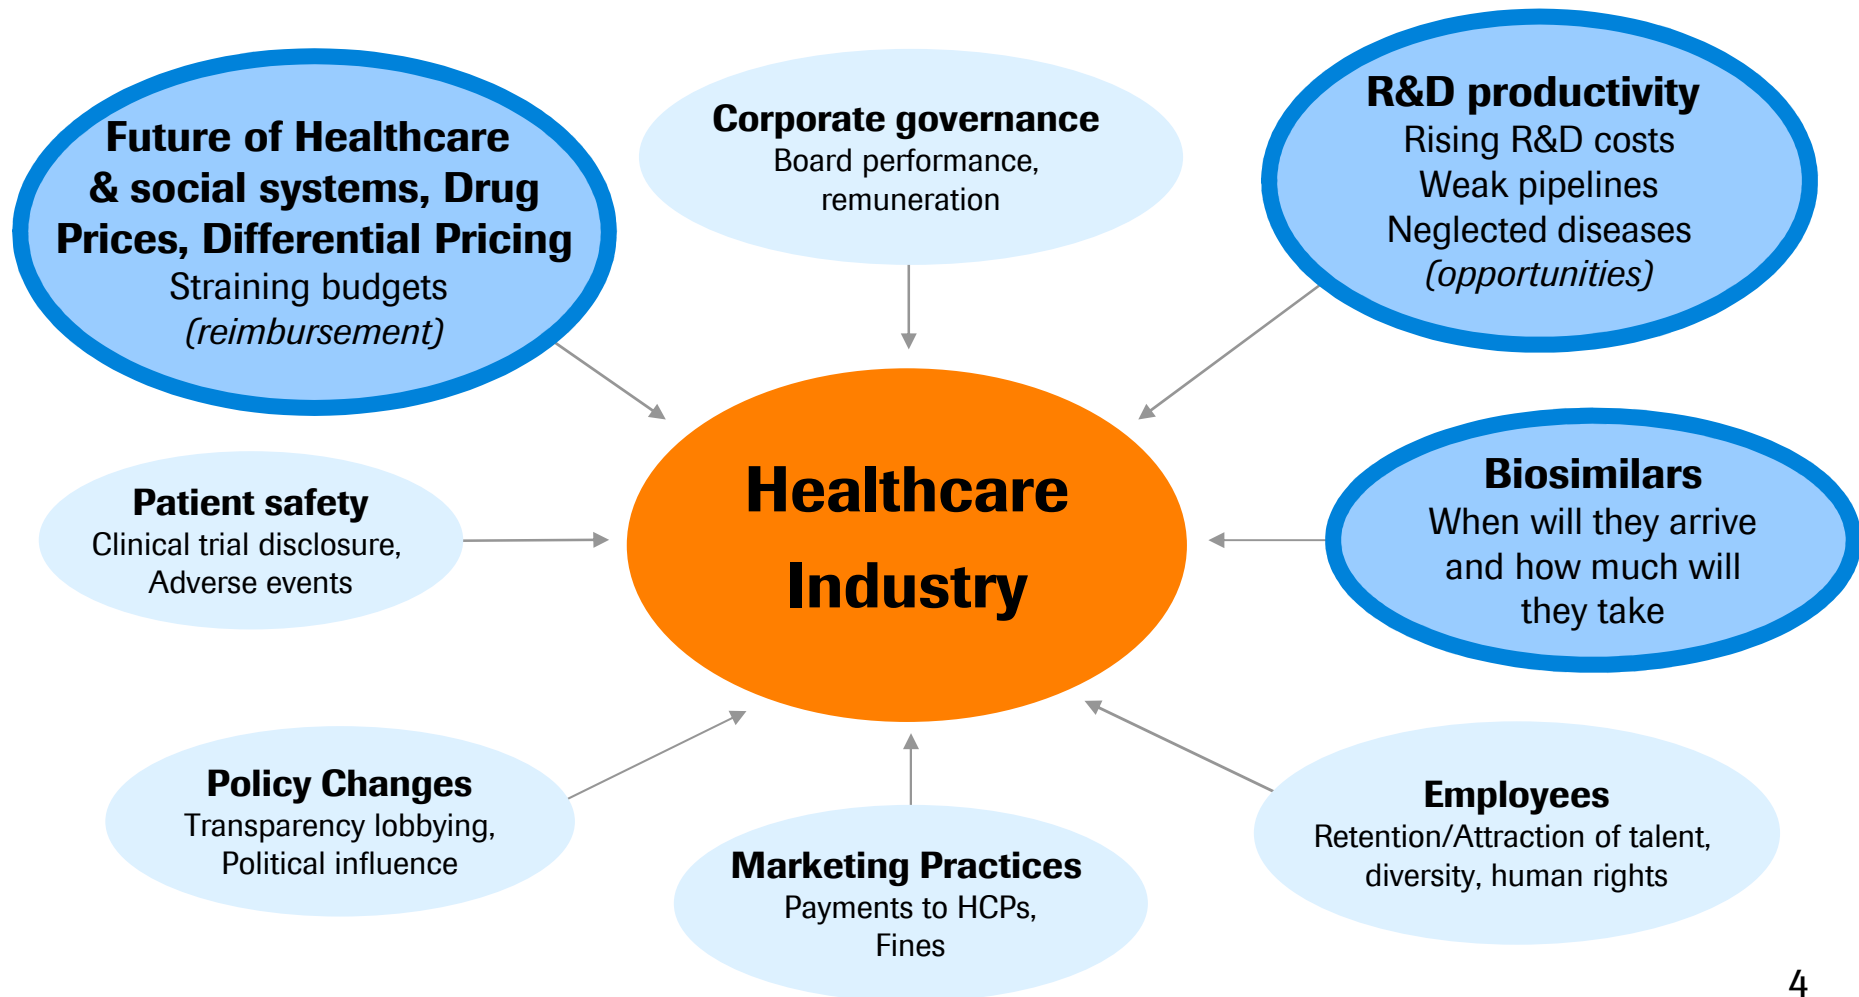 Future of Healthcare
& social systems, Drug
Prices, Differential Pricing
Straining budgets
(reimbursement)
Corporate governance
Board performance,
remuneration
R&D productivity
Rising R&D costs
Weak pipelines
Neglected diseases
(opportunities)
Patient safety
Clinical trial disclosure,
Adverse events
Healthcare
Industry
Biosimilars
When will they arrive
and how much will
they take
Policy Changes
Transparency lobbying,
Political influence
Marketing Practices
Payments to HCPs,
Fines
Employees
Retention/Attraction of talent,
diversity, human rights
4